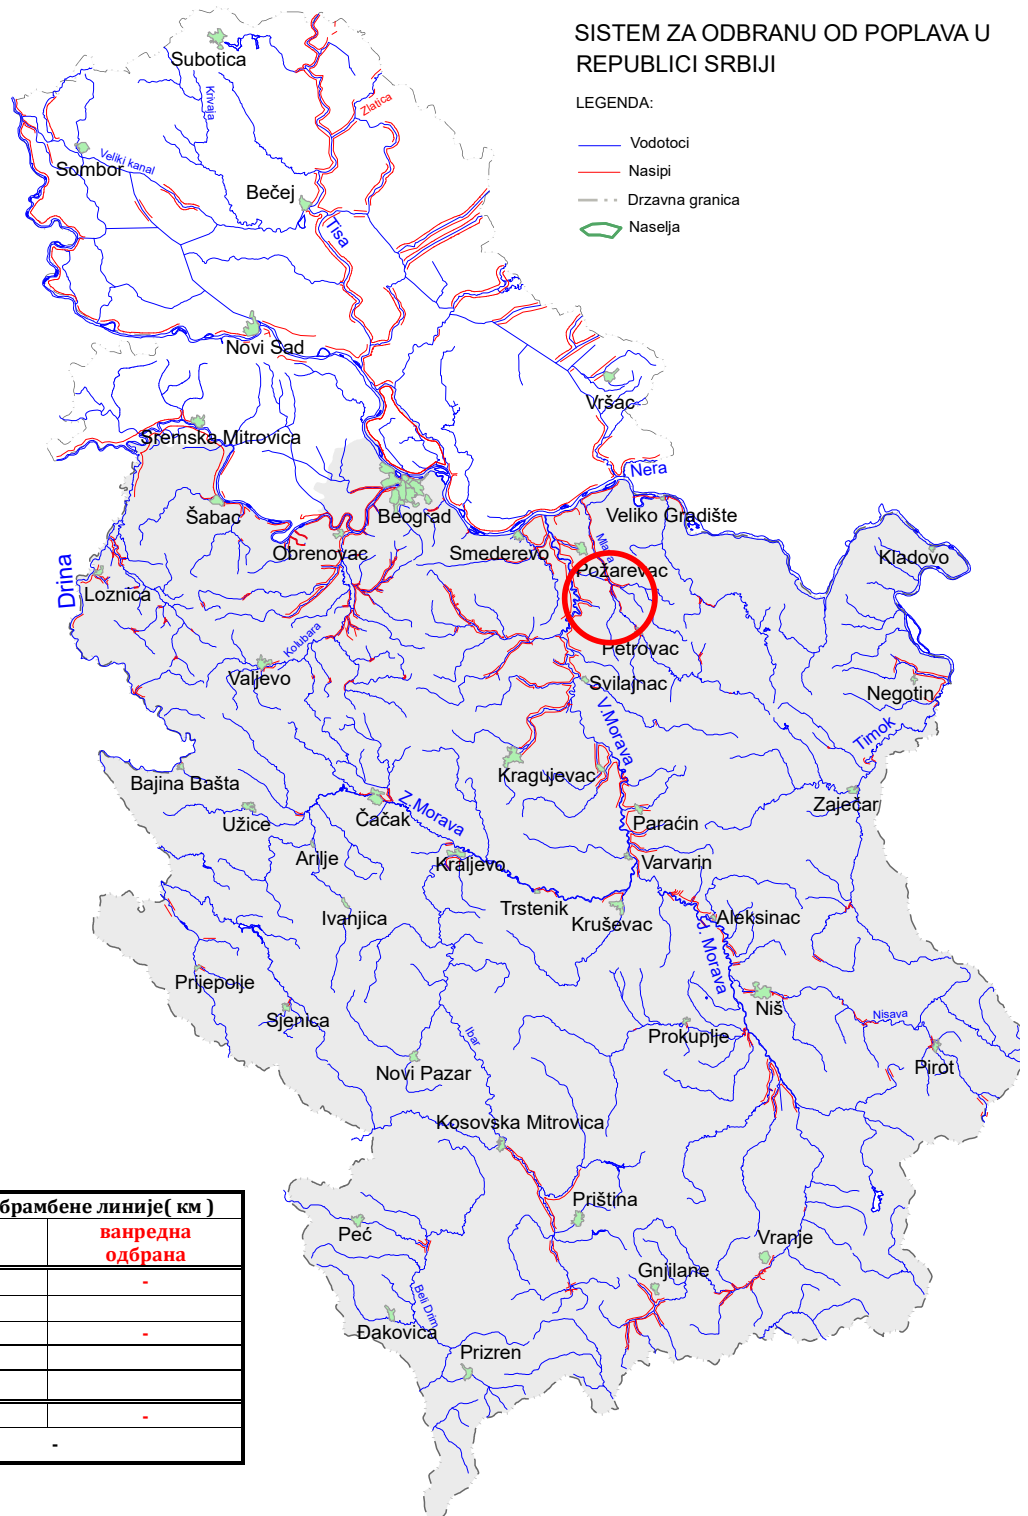 SISTEM ZA ODBRANU OD POPLAVA U
REPUBLICI SRBIJI
LEGENDA:
Vodotoci
Nasipi
Drzavna granica
Naselja
Subotica
Krivaja
Zlatica
Sombor
Veliki kanal
Bečej
Tisa
Novi Sad
Vršac
Sremska Mitrovica
Nera
Šabac
Beograd
Veliko Gradište
Obrenovac
Smederevo
Mlava
Kladovo
Požarevac
Drina
Loznica
Kolubara
Petrovac
Valjevo
Svilajnac
Negotin
V.Morava
Timok
Kragujevac
Bajina Bašta
Zaječar
Užice
Čačak
Z.Morava
Paraćin
Arilje
Kraljevo
Varvarin
Ivanjica
Trstenik
Kruševac
Aleksinac
J. Morava
Prijepolje
Niš
Sjenica
Nisava
Ibar
Prokuplje
Novi Pazar
Pirot
Kosovska Mitrovica
Priština
Peć
Vranje
Gnjilane
Beli Drim
Đakovica
Prizren
брамбене линије( км )
ванредна
одбрана
-
-
-
-